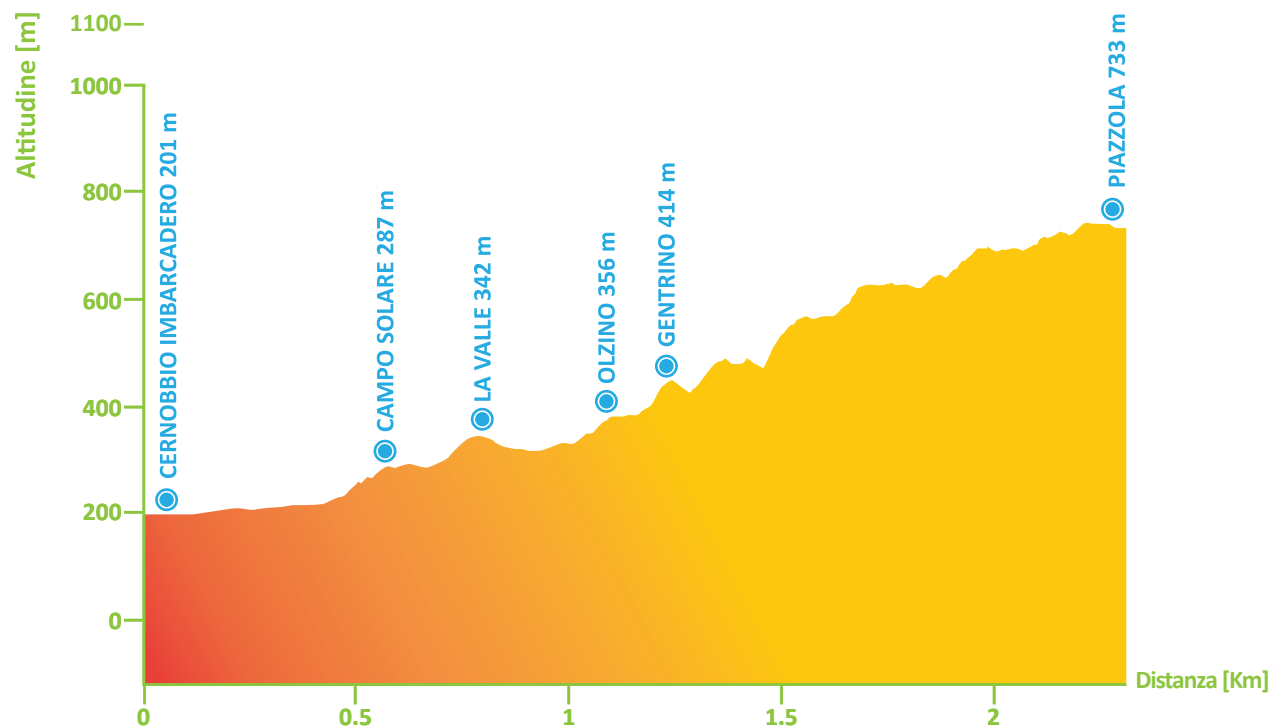 Altitudine [m]
1100
1000
800
600
400
200
0
CERNOBBIO IMBARCADERO 201 m
CAMPO SOLARE 287 m
LA VALLE 342 m
OLZINO 356 m
GENTRINO 414 m
PIAZZOLA 733 m
0
0.5
1
1.5
2
Distanza [Km]